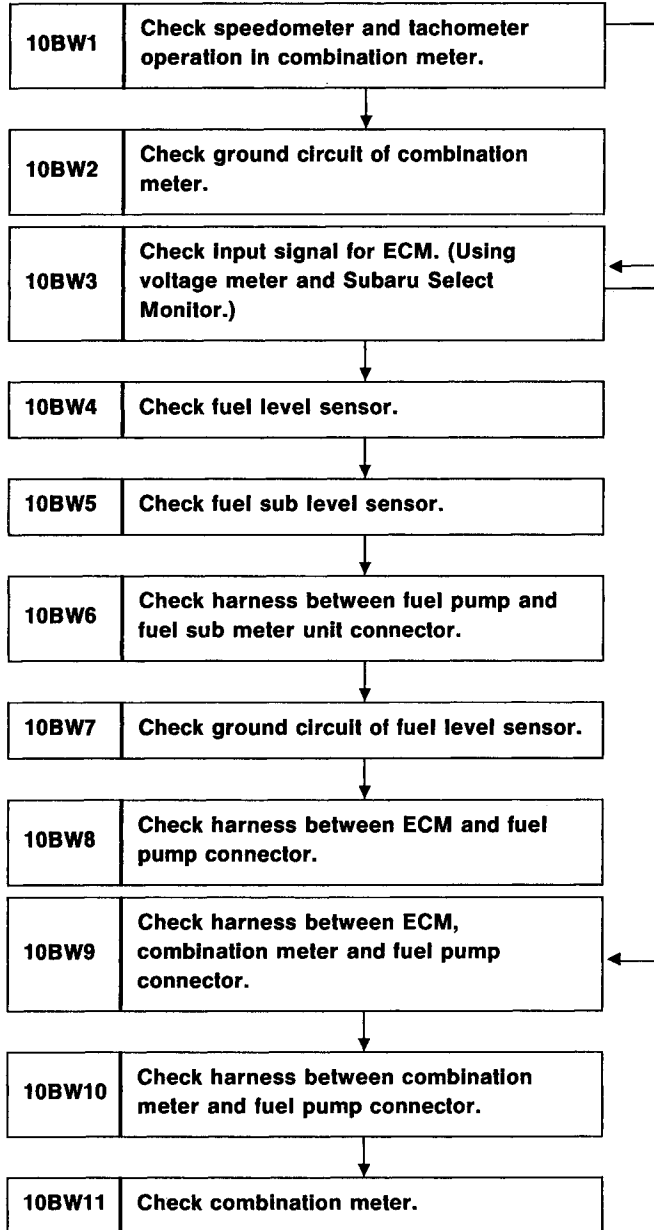 10BW1
Check speedometer and tachometer
operation in combination meter.
10BW2
Check ground circuit of combination
meter.
10BW3
Check input signal for ECM. (Using
voltage meter and Subaru Select
Monitor.)
10BW4
Check fuel level sensor.
10BW5
Check fuel sub level sensor.
10BW6
Check harness between fuel pump and
fuel sub meter unit connector.
10BW7
Check ground circuit of fuel level sensor.
10BW8
Check harness between ECM and fuel
pump connector.
10BW9
Check harness between ECM,
combination meter and fuel pump
connector.
10BW10
Check harness between combination
meter and fuel pump connector.
10BW11
Check combination meter.